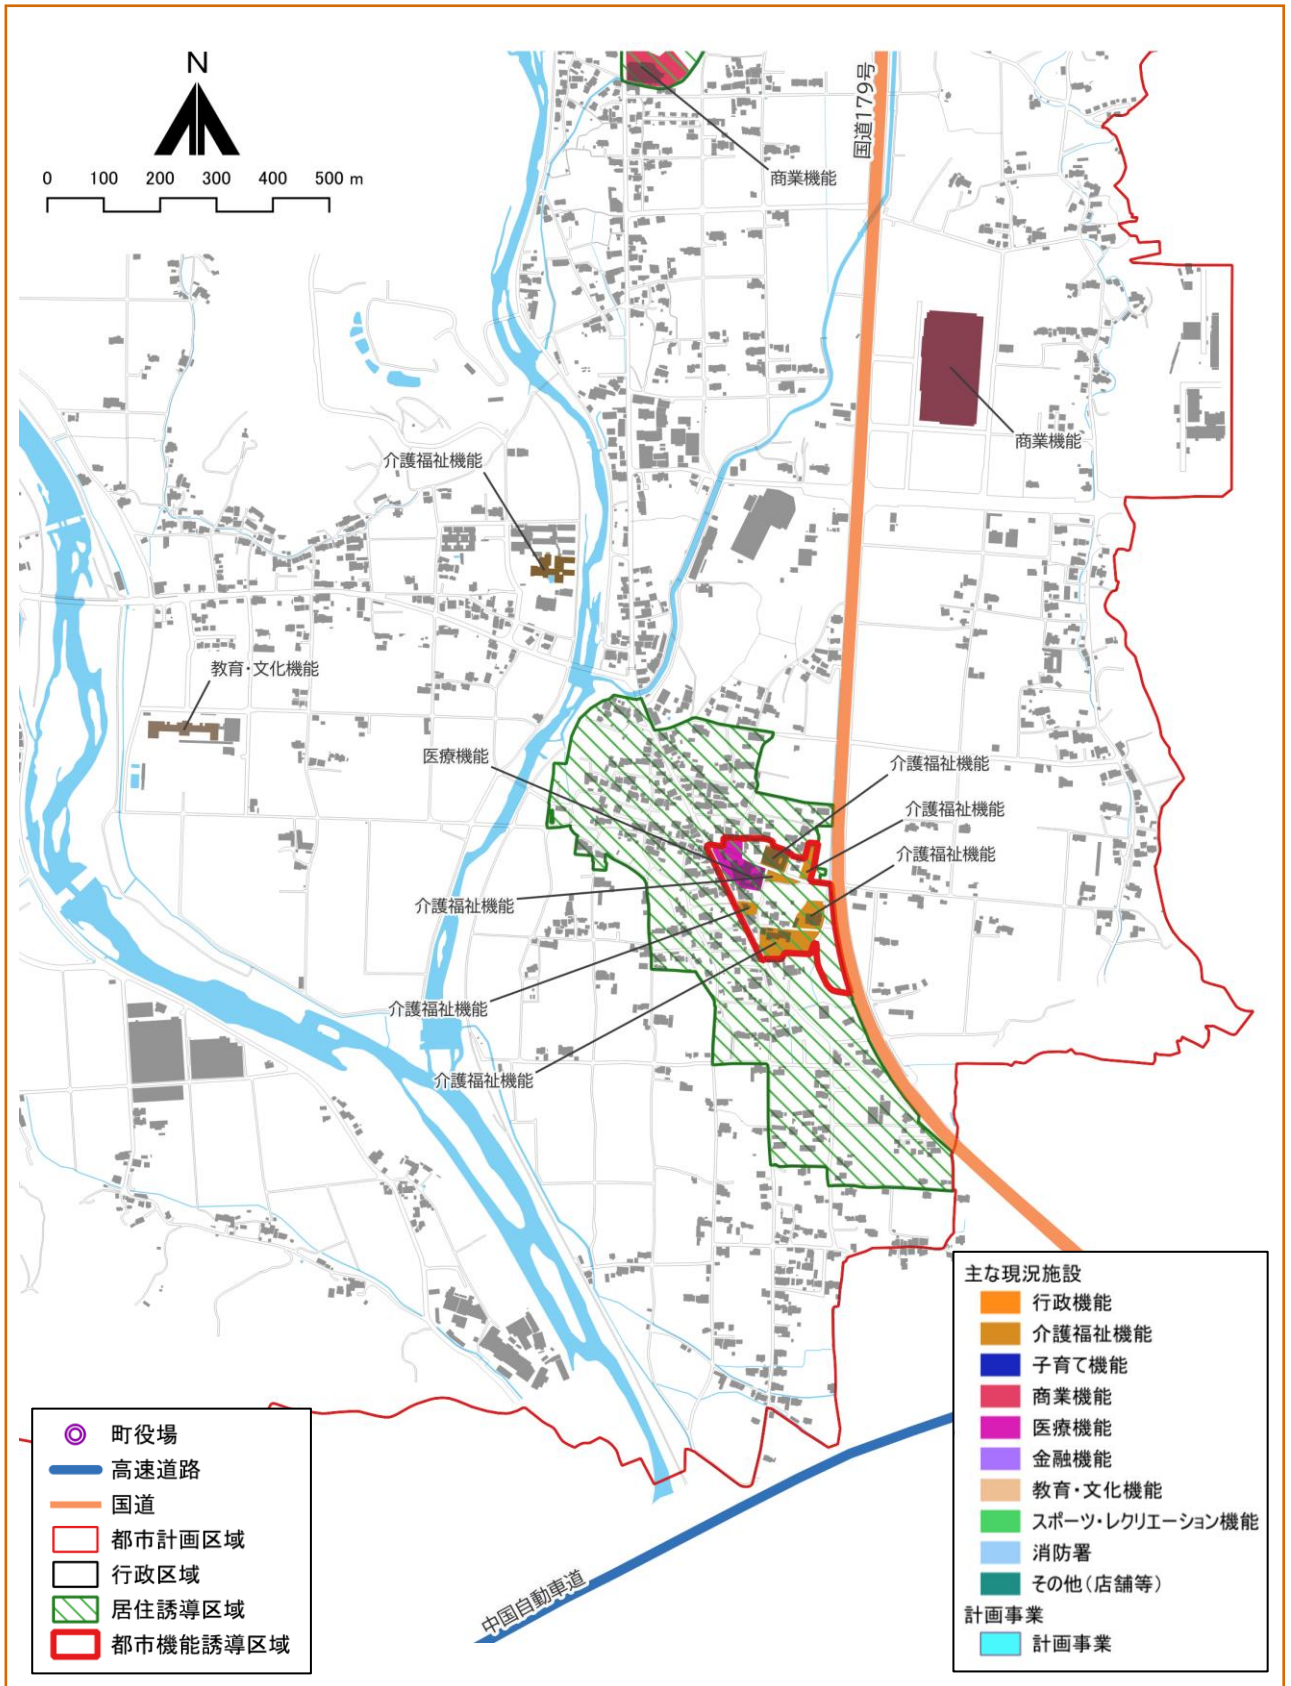 N
0 100 200 300 400 500 m
国道179号
商業機能
商業機能
介護福祉機能
教育・文化機能
医療機能
介護福祉機能
介護福祉機能
介護福祉機能
介護福祉機能
介護福祉機能
介護福祉機能
中国自動車道
町役場
高速道路
国道
都市計画区域
行政区域
居住誘導区域
都市機能誘導区域
主な現況施設
行政機能
介護福祉機能
子育て機能
商業機能
医療機能
金融機能
教育・文化機能
スポーツ・レクリエーション機能
消防署
その他(店舗等)
計画事業
計画事業